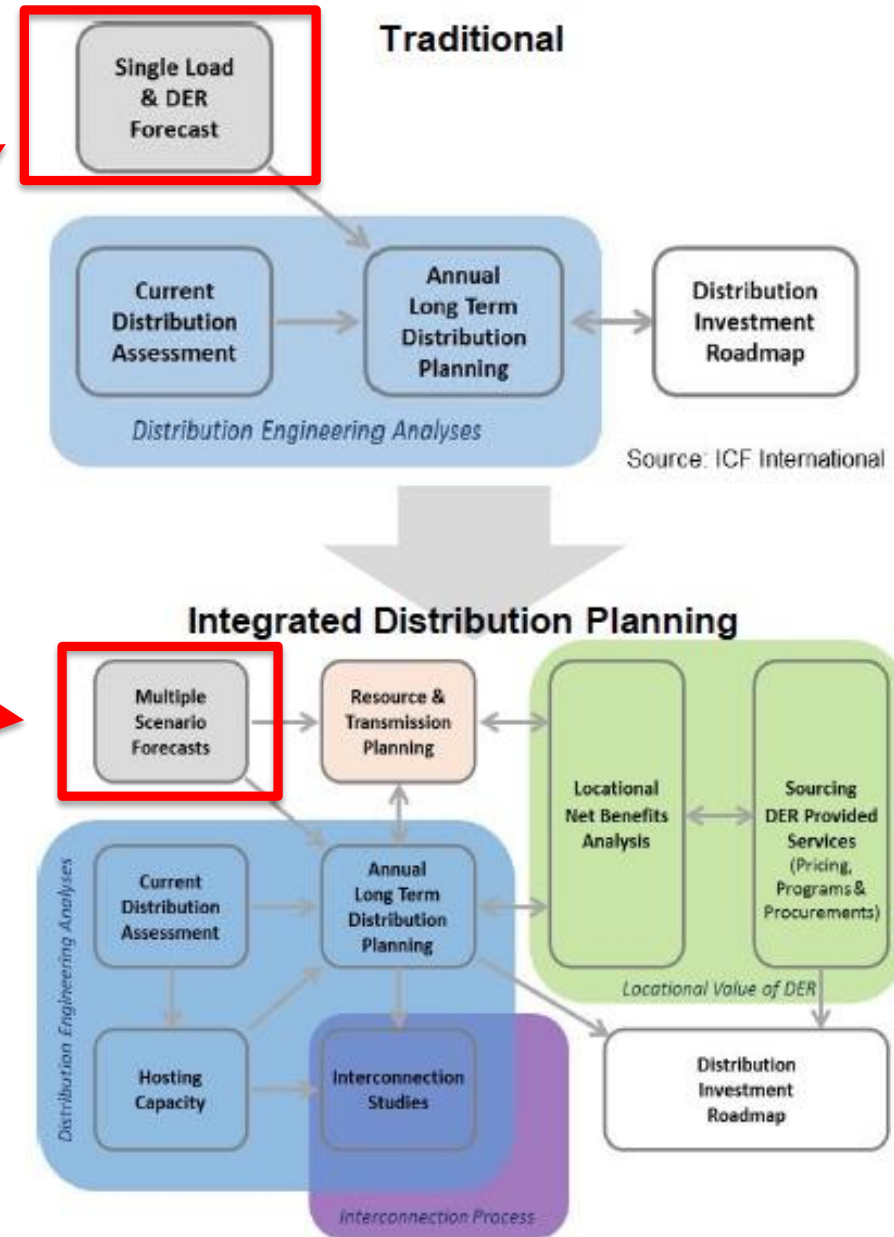 Traditional
Single Load
& DER
Forecast
Current
Distribution
Assessment
Annual
Long Term
Distribution
Planning
Distribution
Investment
Roadmap
Distribution Engineering Analyses
Source: ICF International
Integrated Distribution Planning
Multiple
Scenario
Forecasts
Resource &
Transmission
Planning
Locational
Net Benefits
Analysis
Sourcing
DER Provided
Services
(Pricing,
Programs &
Procurements)
Locational Value of DER
Distribution Engineering Analyses
Current
Distribution
Assessment
Annual
Long Term
Distribution
Planning
Hosting
Capacity
Interconnection
Studies
Distribution
Investment
Roadmap
Interconnection Process